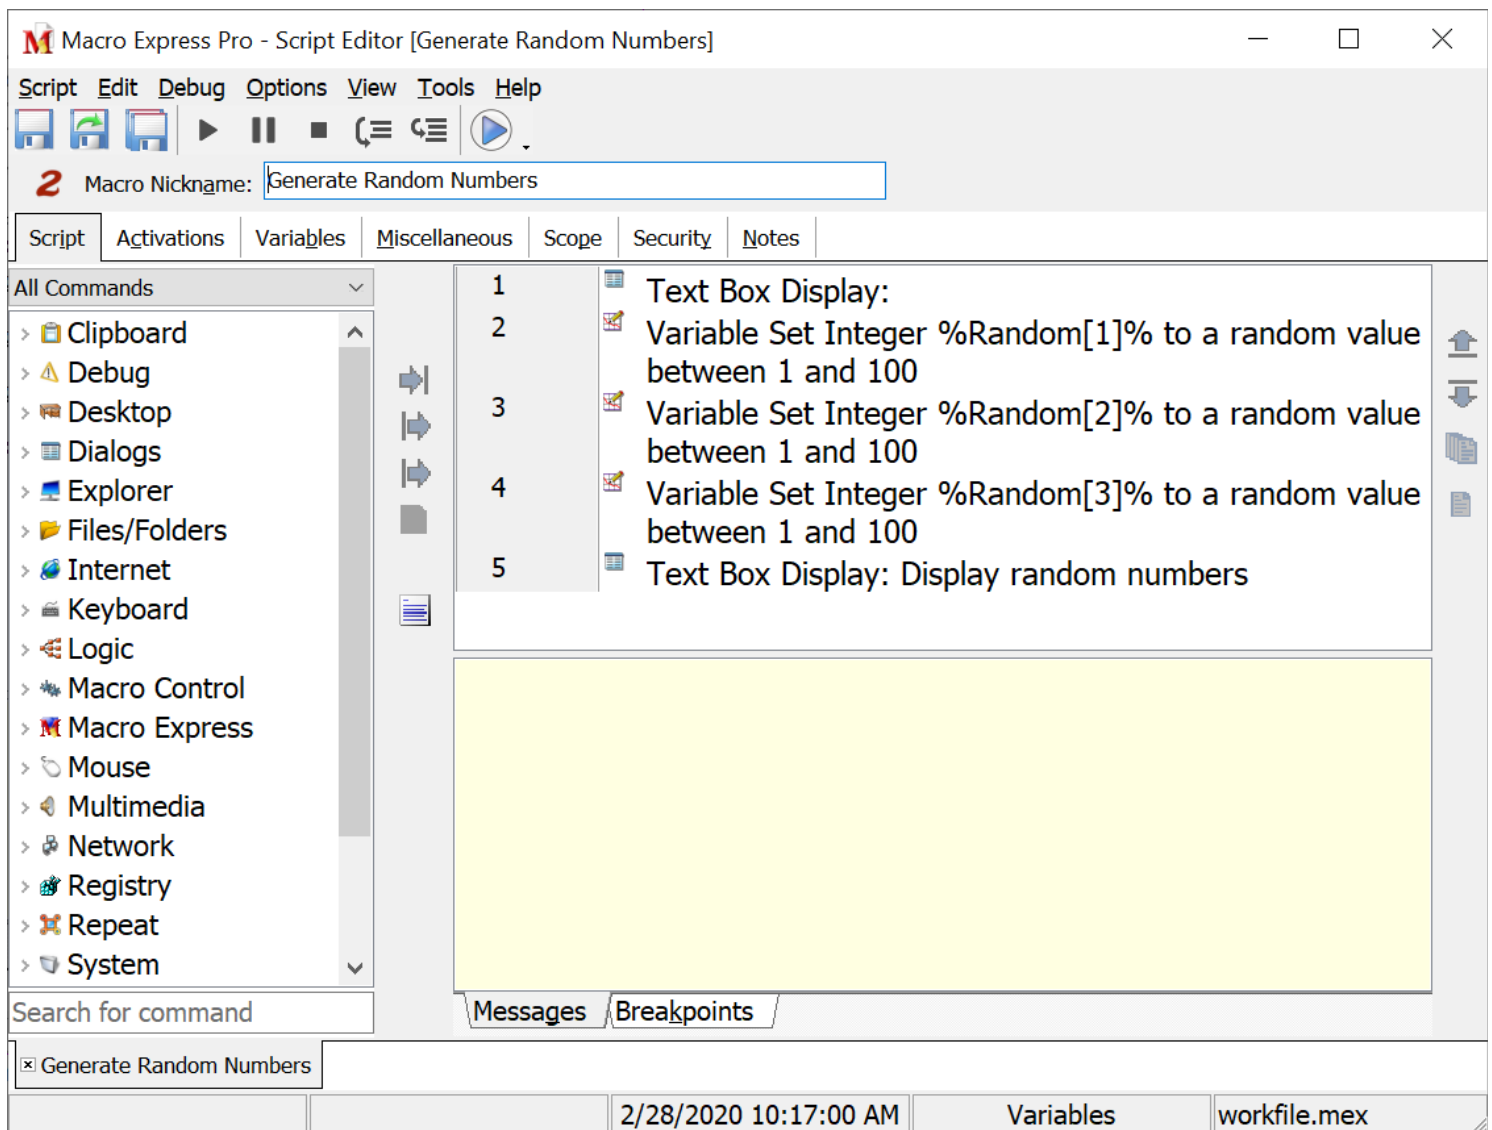 Macro Express Pro - Script Editor [Generate Random Numbers]
Script Edit Debug Options View Tools Help
2 Macro Nickname: Generate Random Numbers
Script Activations Variables Miscellaneous Scope Security Notes
All Commands
Clipboard
Debug
Desktop
Dialogs
Explorer
Files/Folders
Internet
Keyboard
Logic
Macro Control
Macro Express
Mouse
Multimedia
Network
Registry
Repeat
System
Search for command
1 Text Box Display:
2 Variable Set Integer %Random[1]% to a random value
between 1 and 100
3 Variable Set Integer %Random[2]% to a random value
between 1 and 100
4 Variable Set Integer %Random[3]% to a random value
between 1 and 100
5 Text Box Display: Display random numbers
Messages Breakpoints
Generate Random Numbers
2/28/2020 10:17:00 AM Variables workfile.mex